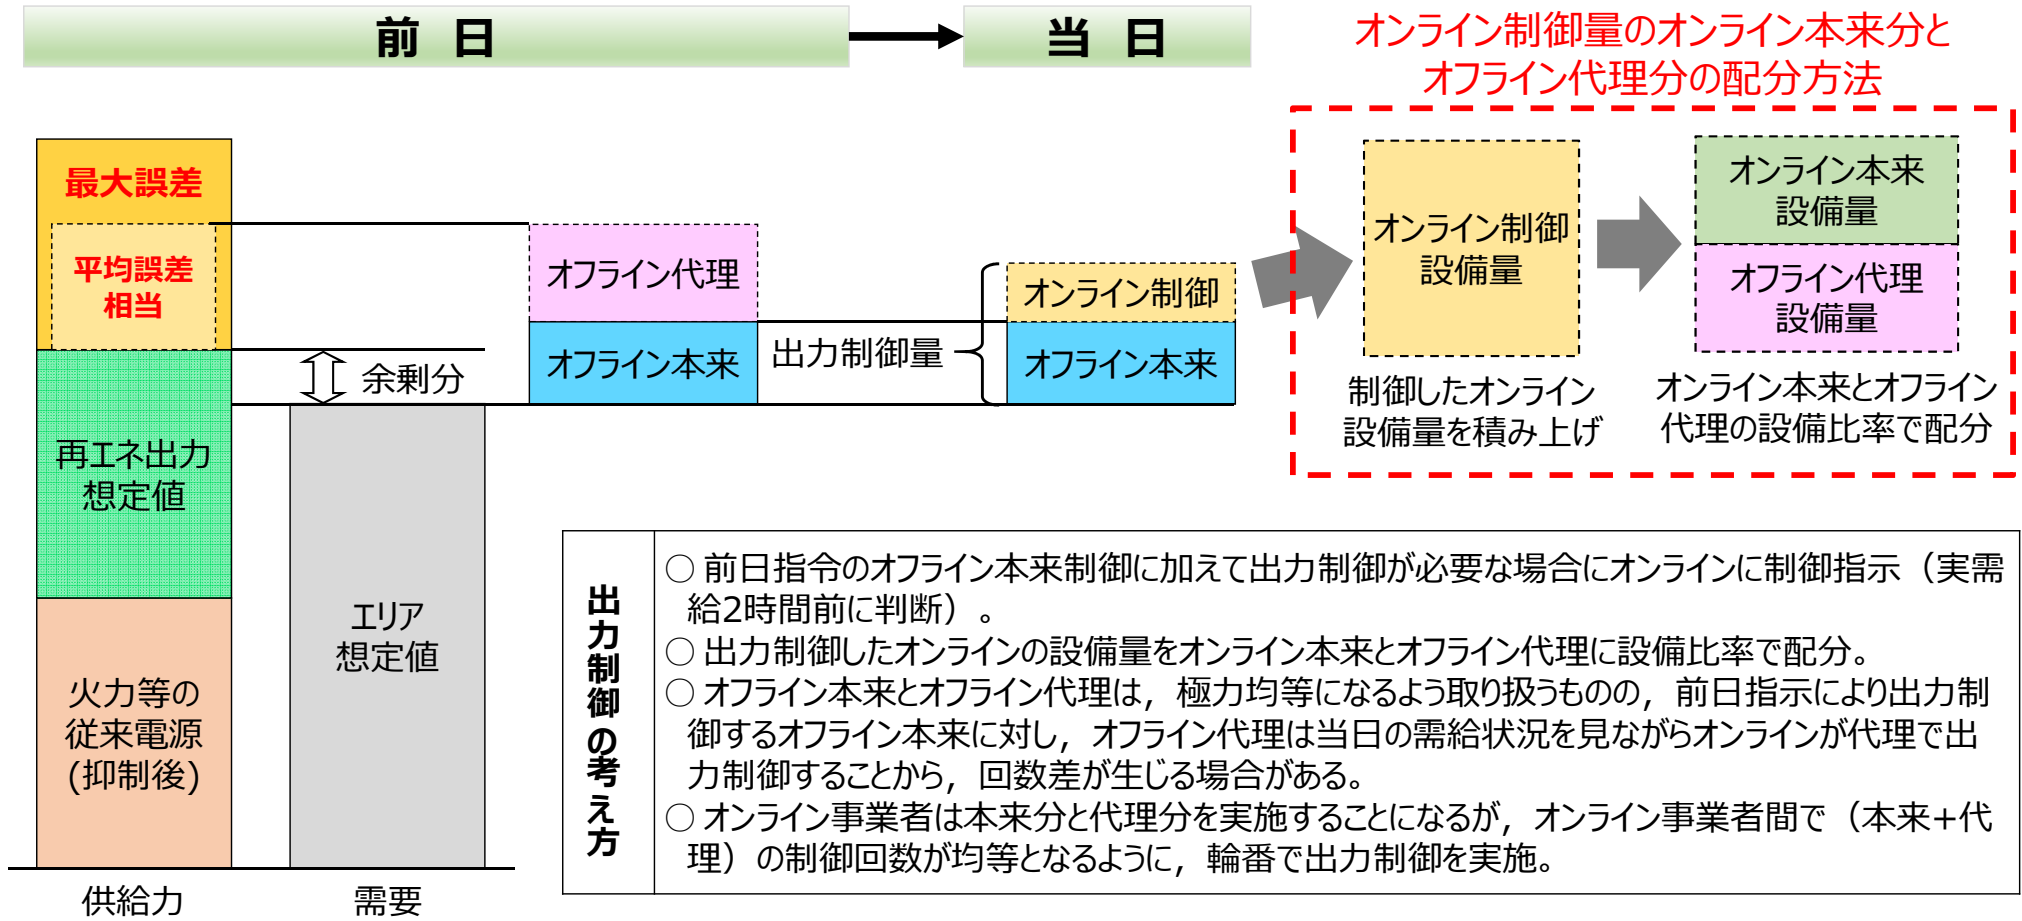 前 日
当 日
オンライン制御量のオンライン本来分と
オフライン代理分の配分方法
最大誤差
平均誤差
相当
再エネ出力
想定値
火力等の
従来電源
(抑制後)
供給力
余剰分
エリア
想定値
需要
オフライン代理
オフライン本来
出力制御量
オンライン制御
オフライン本来
オンライン制御
設備量
制御したオンライン
設備量を積み上げ
オンライン本来
設備量
オフライン代理
設備量
オンライン本来とオフライン
代理の設備比率で配分
出力制御の考え方
○ 前日指令のオフライン本来制御に加えて出力制御が必要な場合にオンラインに制御指示（実需
給2時間前に判断）。
○ 出力制御したオンラインの設備量をオンライン本来とオフライン代理に設備比率で配分。
○ オフライン本来とオフライン代理は，極力均等になるよう取り扱うものの，前日指示により出力制
御するオフライン本来に対し，オフライン代理は当日の需給状況を見ながらオンラインが代理で出
力制御することから，回数差が生じる場合がある。
○ オンライン事業者は本来分と代理分を実施することになるが，オンライン事業者間で（本来+代
理）の制御回数が均等となるように，輪番で出力制御を実施。